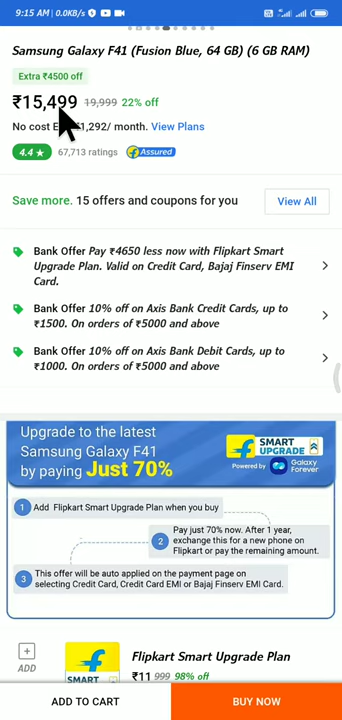 9:15 AM | 0.0KB/s
Samsung Galaxy F41 (Fusion Blue, 64 GB) (6 GB RAM)
Extra ₹4500 off
₹15,499 19,999 22% off
No cost 1,292/ month. View Plans
4.4 ★ 67,713 ratings Assured
Save more. 15 offers and coupons for you
View All
Bank Offer Pay ₹4650 less now with Flipkart Smart
Upgrade Plan. Valid on Credit Card, Bajaj Finserv EMI
Card.
Bank Offer 10% off on Axis Bank Credit Cards, up to
₹1500. On orders of ₹5000 and above
Bank Offer 10% off on Axis Bank Debit Cards, up to
₹1000. On orders of ₹5000 and above
Upgrade to the latest
Samsung Galaxy F41
by paying Just 70%
SMART
UPGRADE
Powered by Galaxy
Forever
1 Add Flipkart Smart Upgrade Plan when you buy
2 Pay just 70% now. After 1 year,
exchange this for a new phone on
Flipkart or pay the remaining amount.
3 This offer will be auto applied on the payment page on
selecting Credit Card, Credit Card EMI or Bajaj Finserv EMI Card.
ADD
SMART
Flipkart Smart Upgrade Plan
₹11 999 98% off
ADD TO CART
BUY NOW